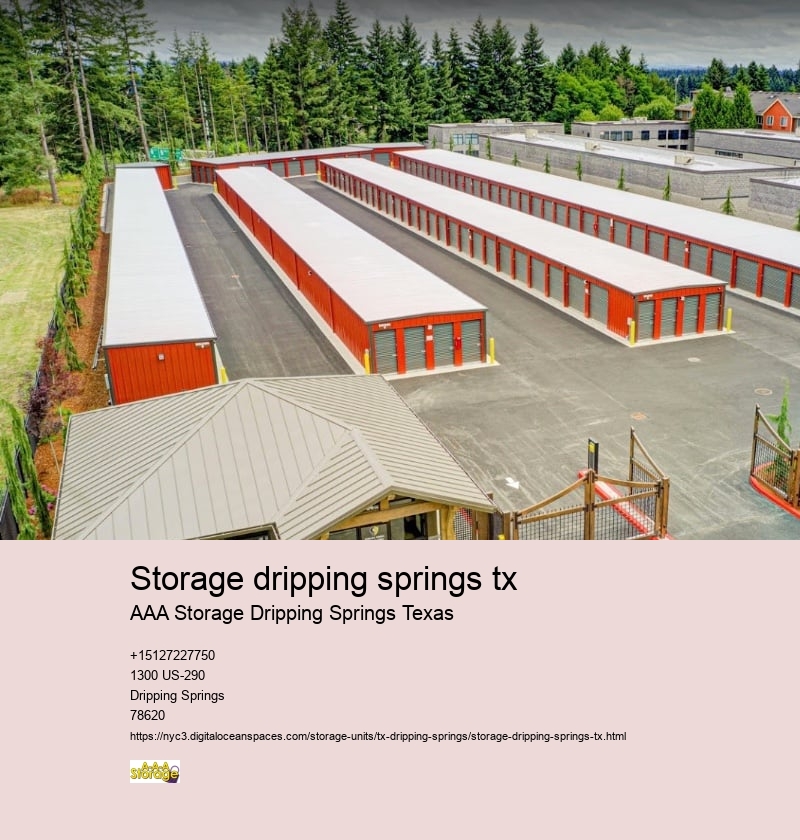 Storage dripping springs tx
AAA Storage Dripping Springs Texas
+15127227750
1300 US-290
Dripping Springs
78620
https://nyc3.digitaloceanspaces.com/storage-units/tx-dripping-springs/storage-dripping-springs-tx.html
AAA
Storage